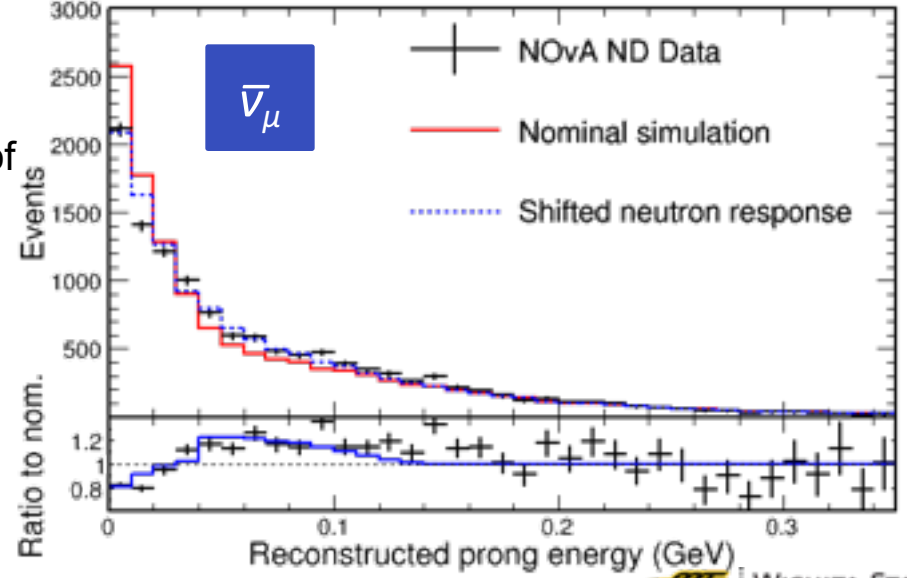 3000
2500
2000
1500
1000
500
Events
of
ν̅μ
NOvA ND Data
Nominal simulation
Shifted neutron response
1.2
1
0.8
Ratio to nom.
0
0.1
0.2
0.3
Reconstructed prong energy (GeV)